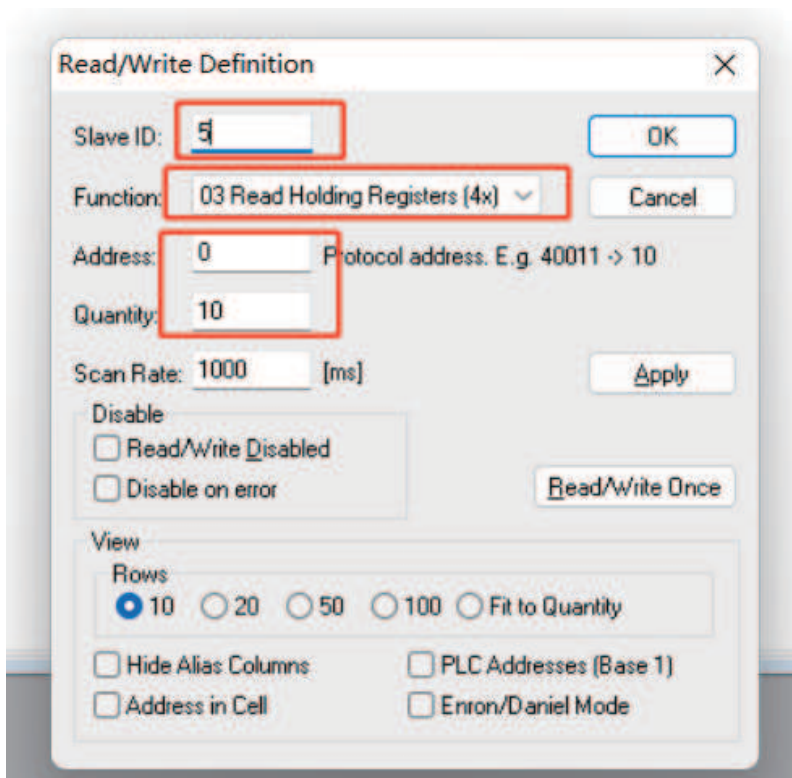 Read/Write Definition
Slave ID: 5 OK
Function: 03 Read Holding Registers (4x) Cancel
Address: 0 Protocol address. E.g. 40011 -> 10
Quantity: 10
Scan Rate: 1000 [ms] Apply
Disable
Read/Write Disabled
Disable on error Read/Write Once
View
Rows
10 20 50 100 Fit to Quantity
Hide Alias Columns PLC Addresses (Base 1)
Address in Cell Enron/Daniel Mode